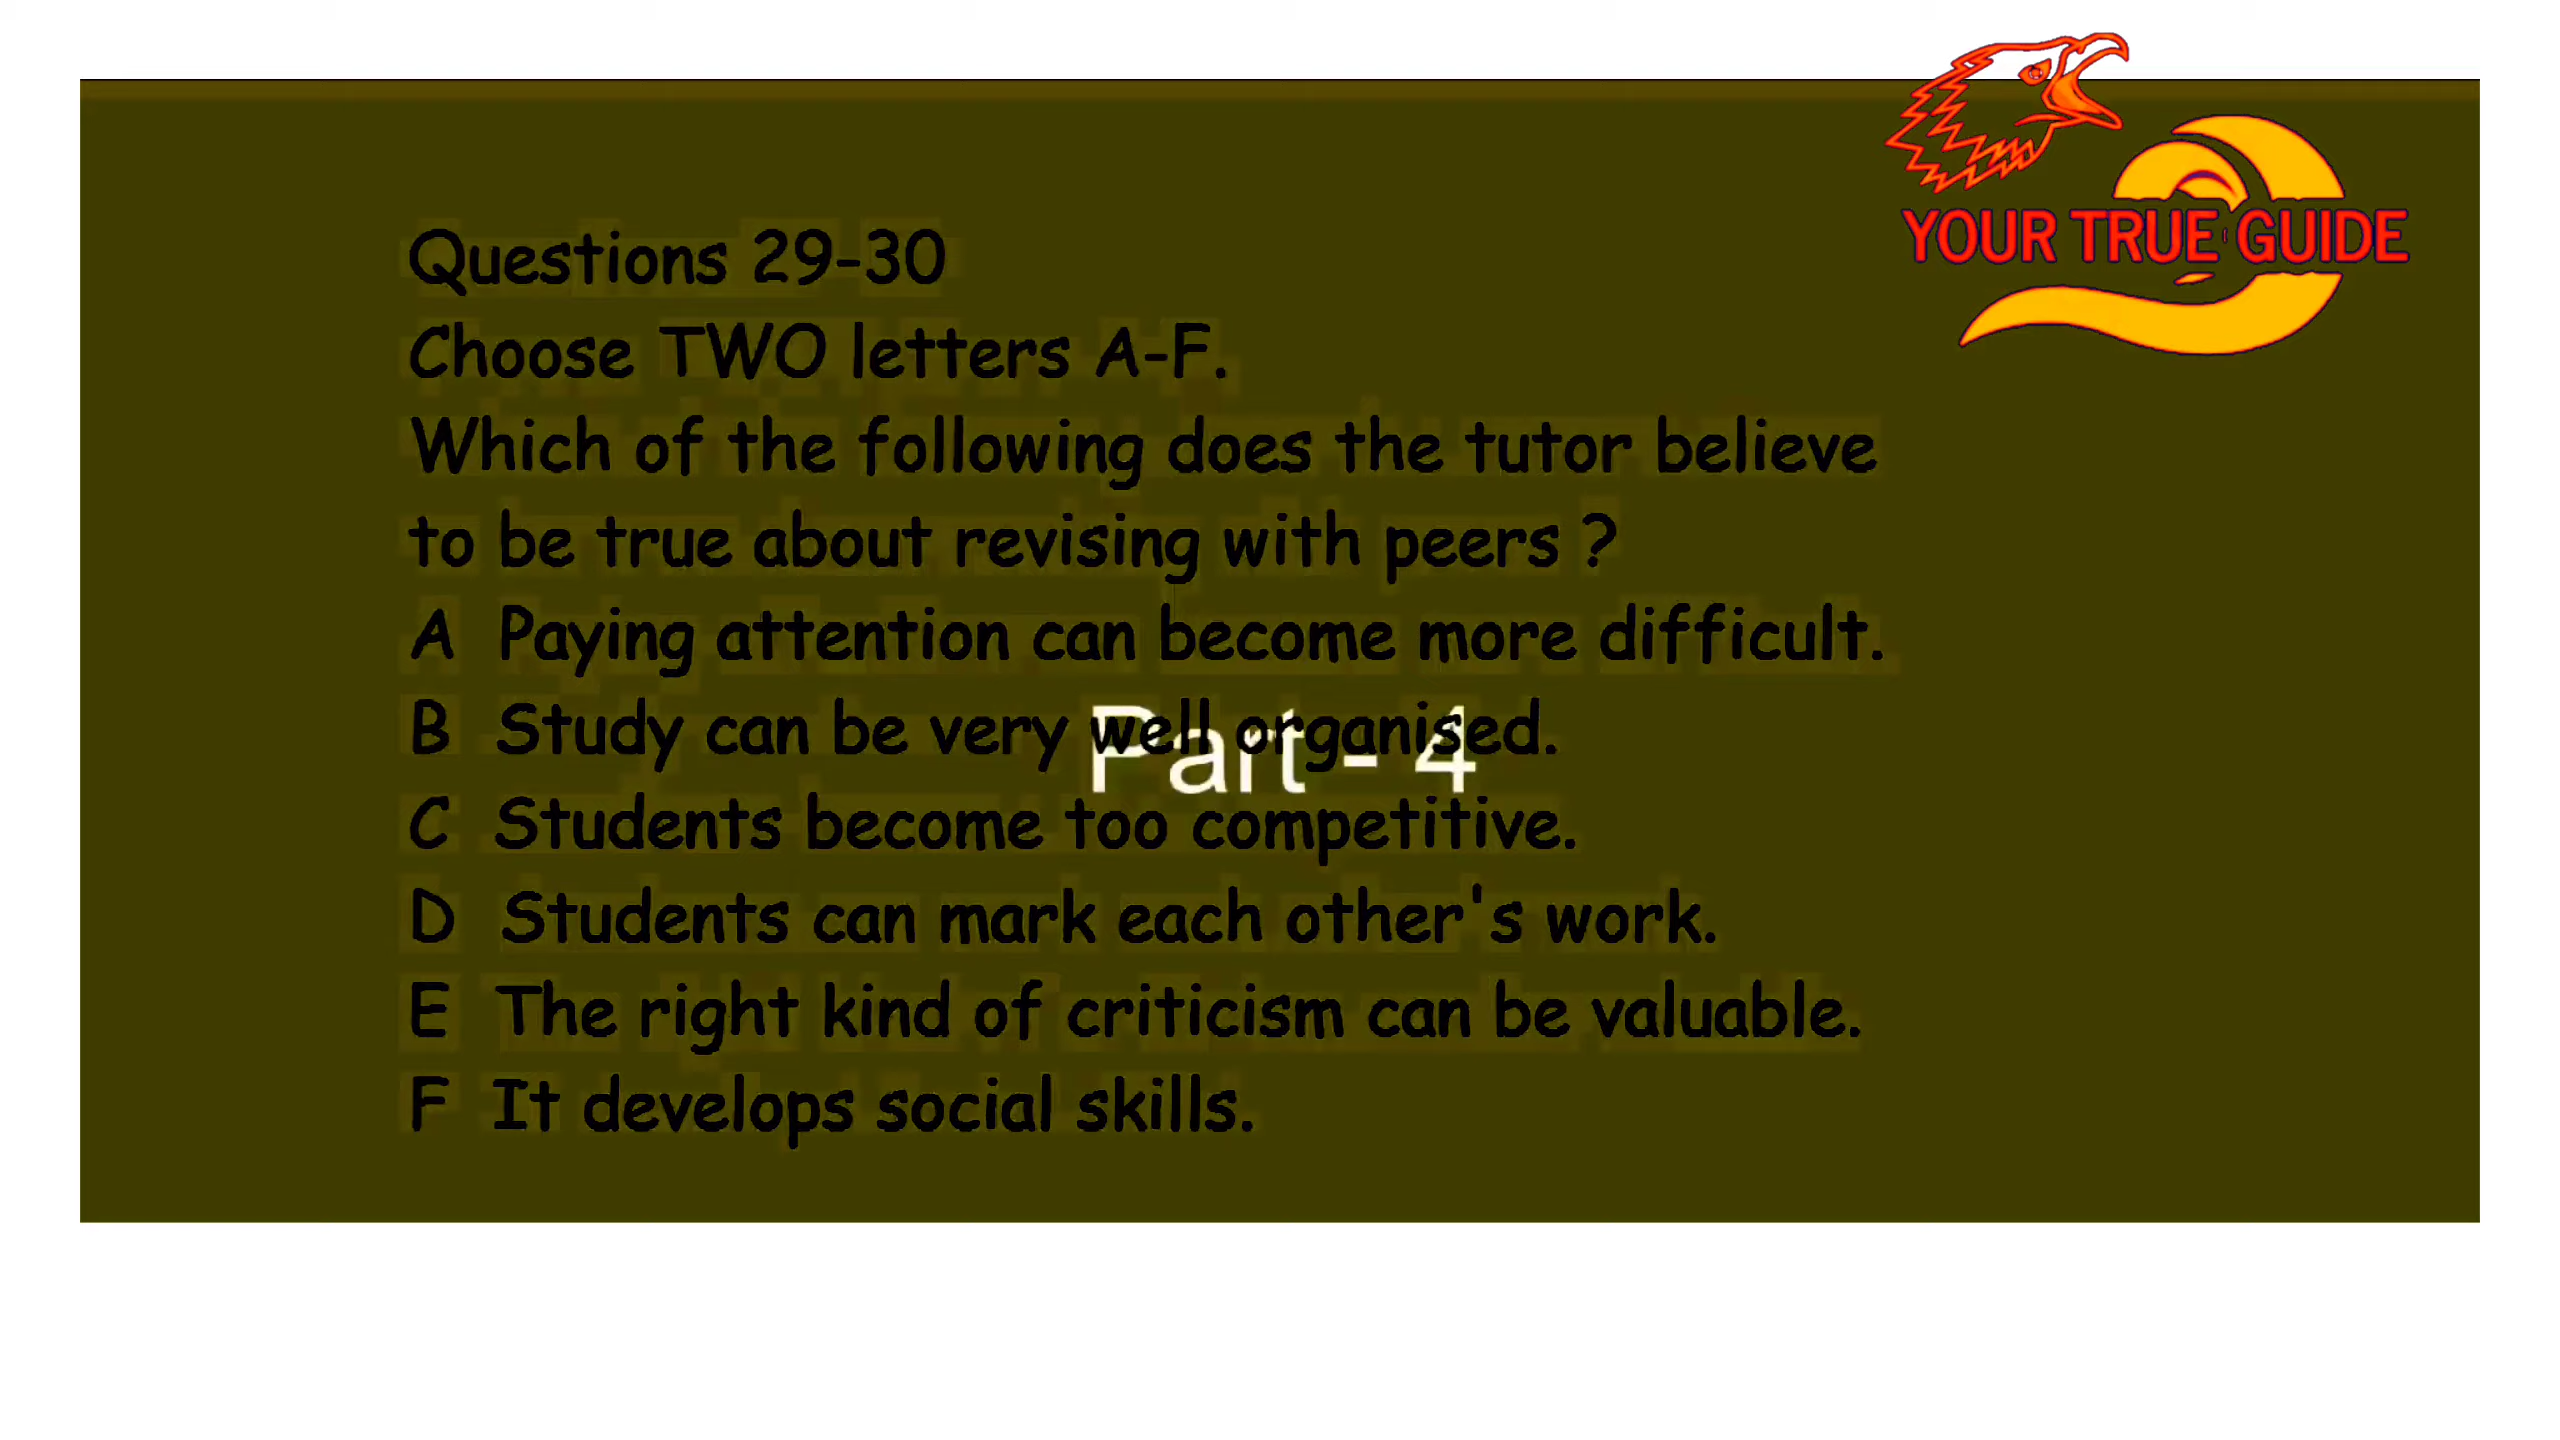 YOUR TRUE GUIDE
Questions 29-30
Choose TWO letters A-F.
Which of the following does the tutor believe
to be true about revising with peers ?
A Paying attention can become more difficult.
B Study can be very well organised.
Part - 4
C Students become too competitive.
D Students can mark each other's work.
E The right kind of criticism can be valuable.
F It develops social skills.